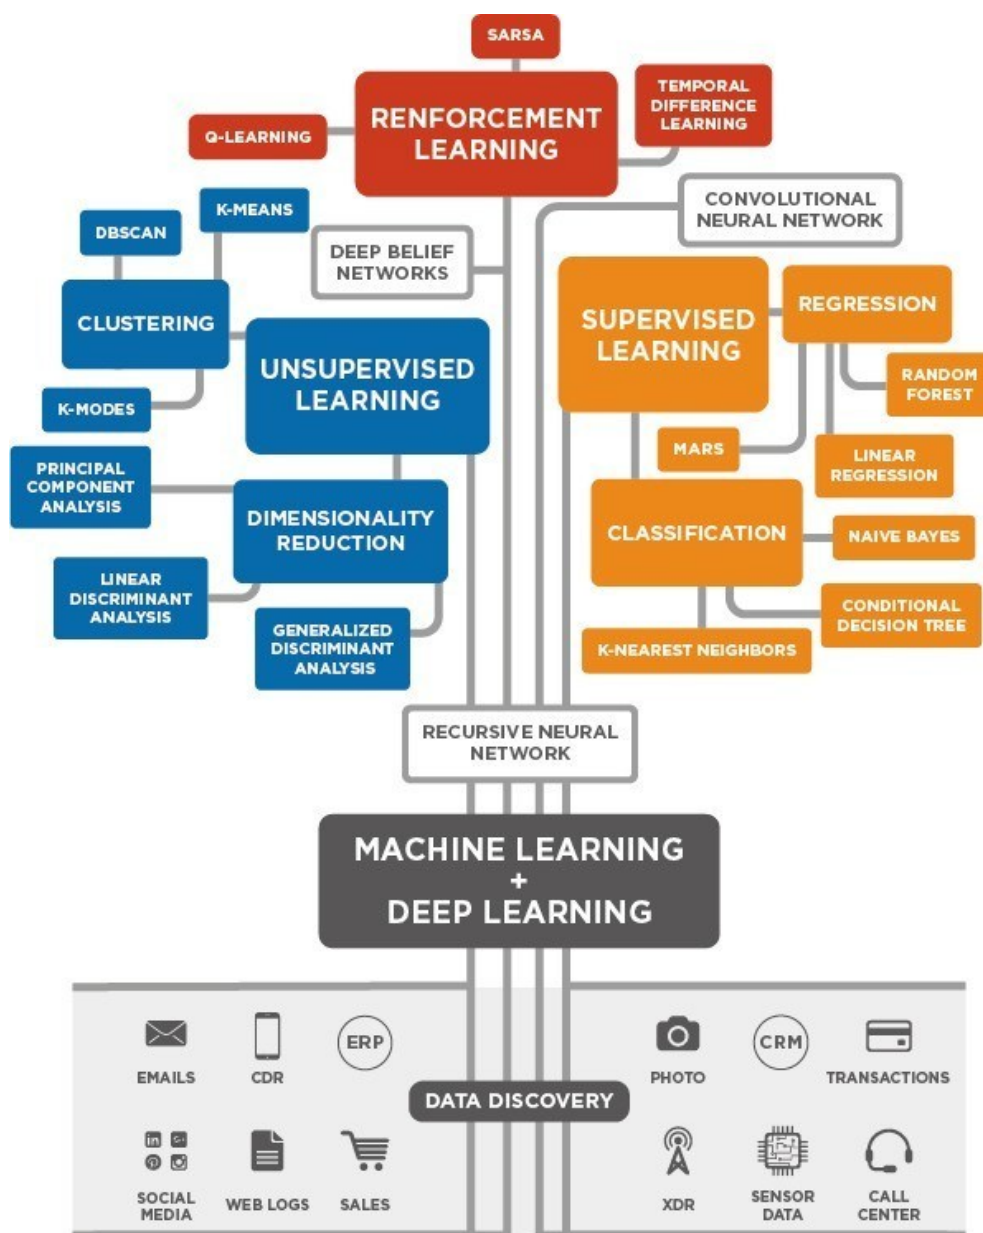 SARSA
RENFORCEMENT
LEARNING
TEMPORAL
DIFFERENCE
LEARNING
Q-LEARNING
CONVOLUTIONAL
NEURAL NETWORK
K-MEANS
DBSCAN
DEEP BELIEF
NETWORKS
CLUSTERING
UNSUPERVISED
LEARNING
K-MODES
SUPERVISED
LEARNING
REGRESSION
RANDOM
FOREST
MARS
LINEAR
REGRESSION
PRINCIPAL
COMPONENT
ANALYSIS
DIMENSIONALITY
REDUCTION
LINEAR
DISCRIMINANT
ANALYSIS
GENERALIZED
DISCRIMINANT
ANALYSIS
CLASSIFICATION
NAIVE BAYES
CONDITIONAL
DECISION TREE
K-NEAREST NEIGHBORS
RECURSIVE NEURAL
NETWORK
MACHINE LEARNING
+
DEEP LEARNING
ERP
EMAILS
CDR
CRM
PHOTO
TRANSACTIONS
DATA DISCOVERY
in
SOCIAL
MEDIA
WEB LOGS
SALES
XDR
SENSOR
DATA
CALL
CENTER